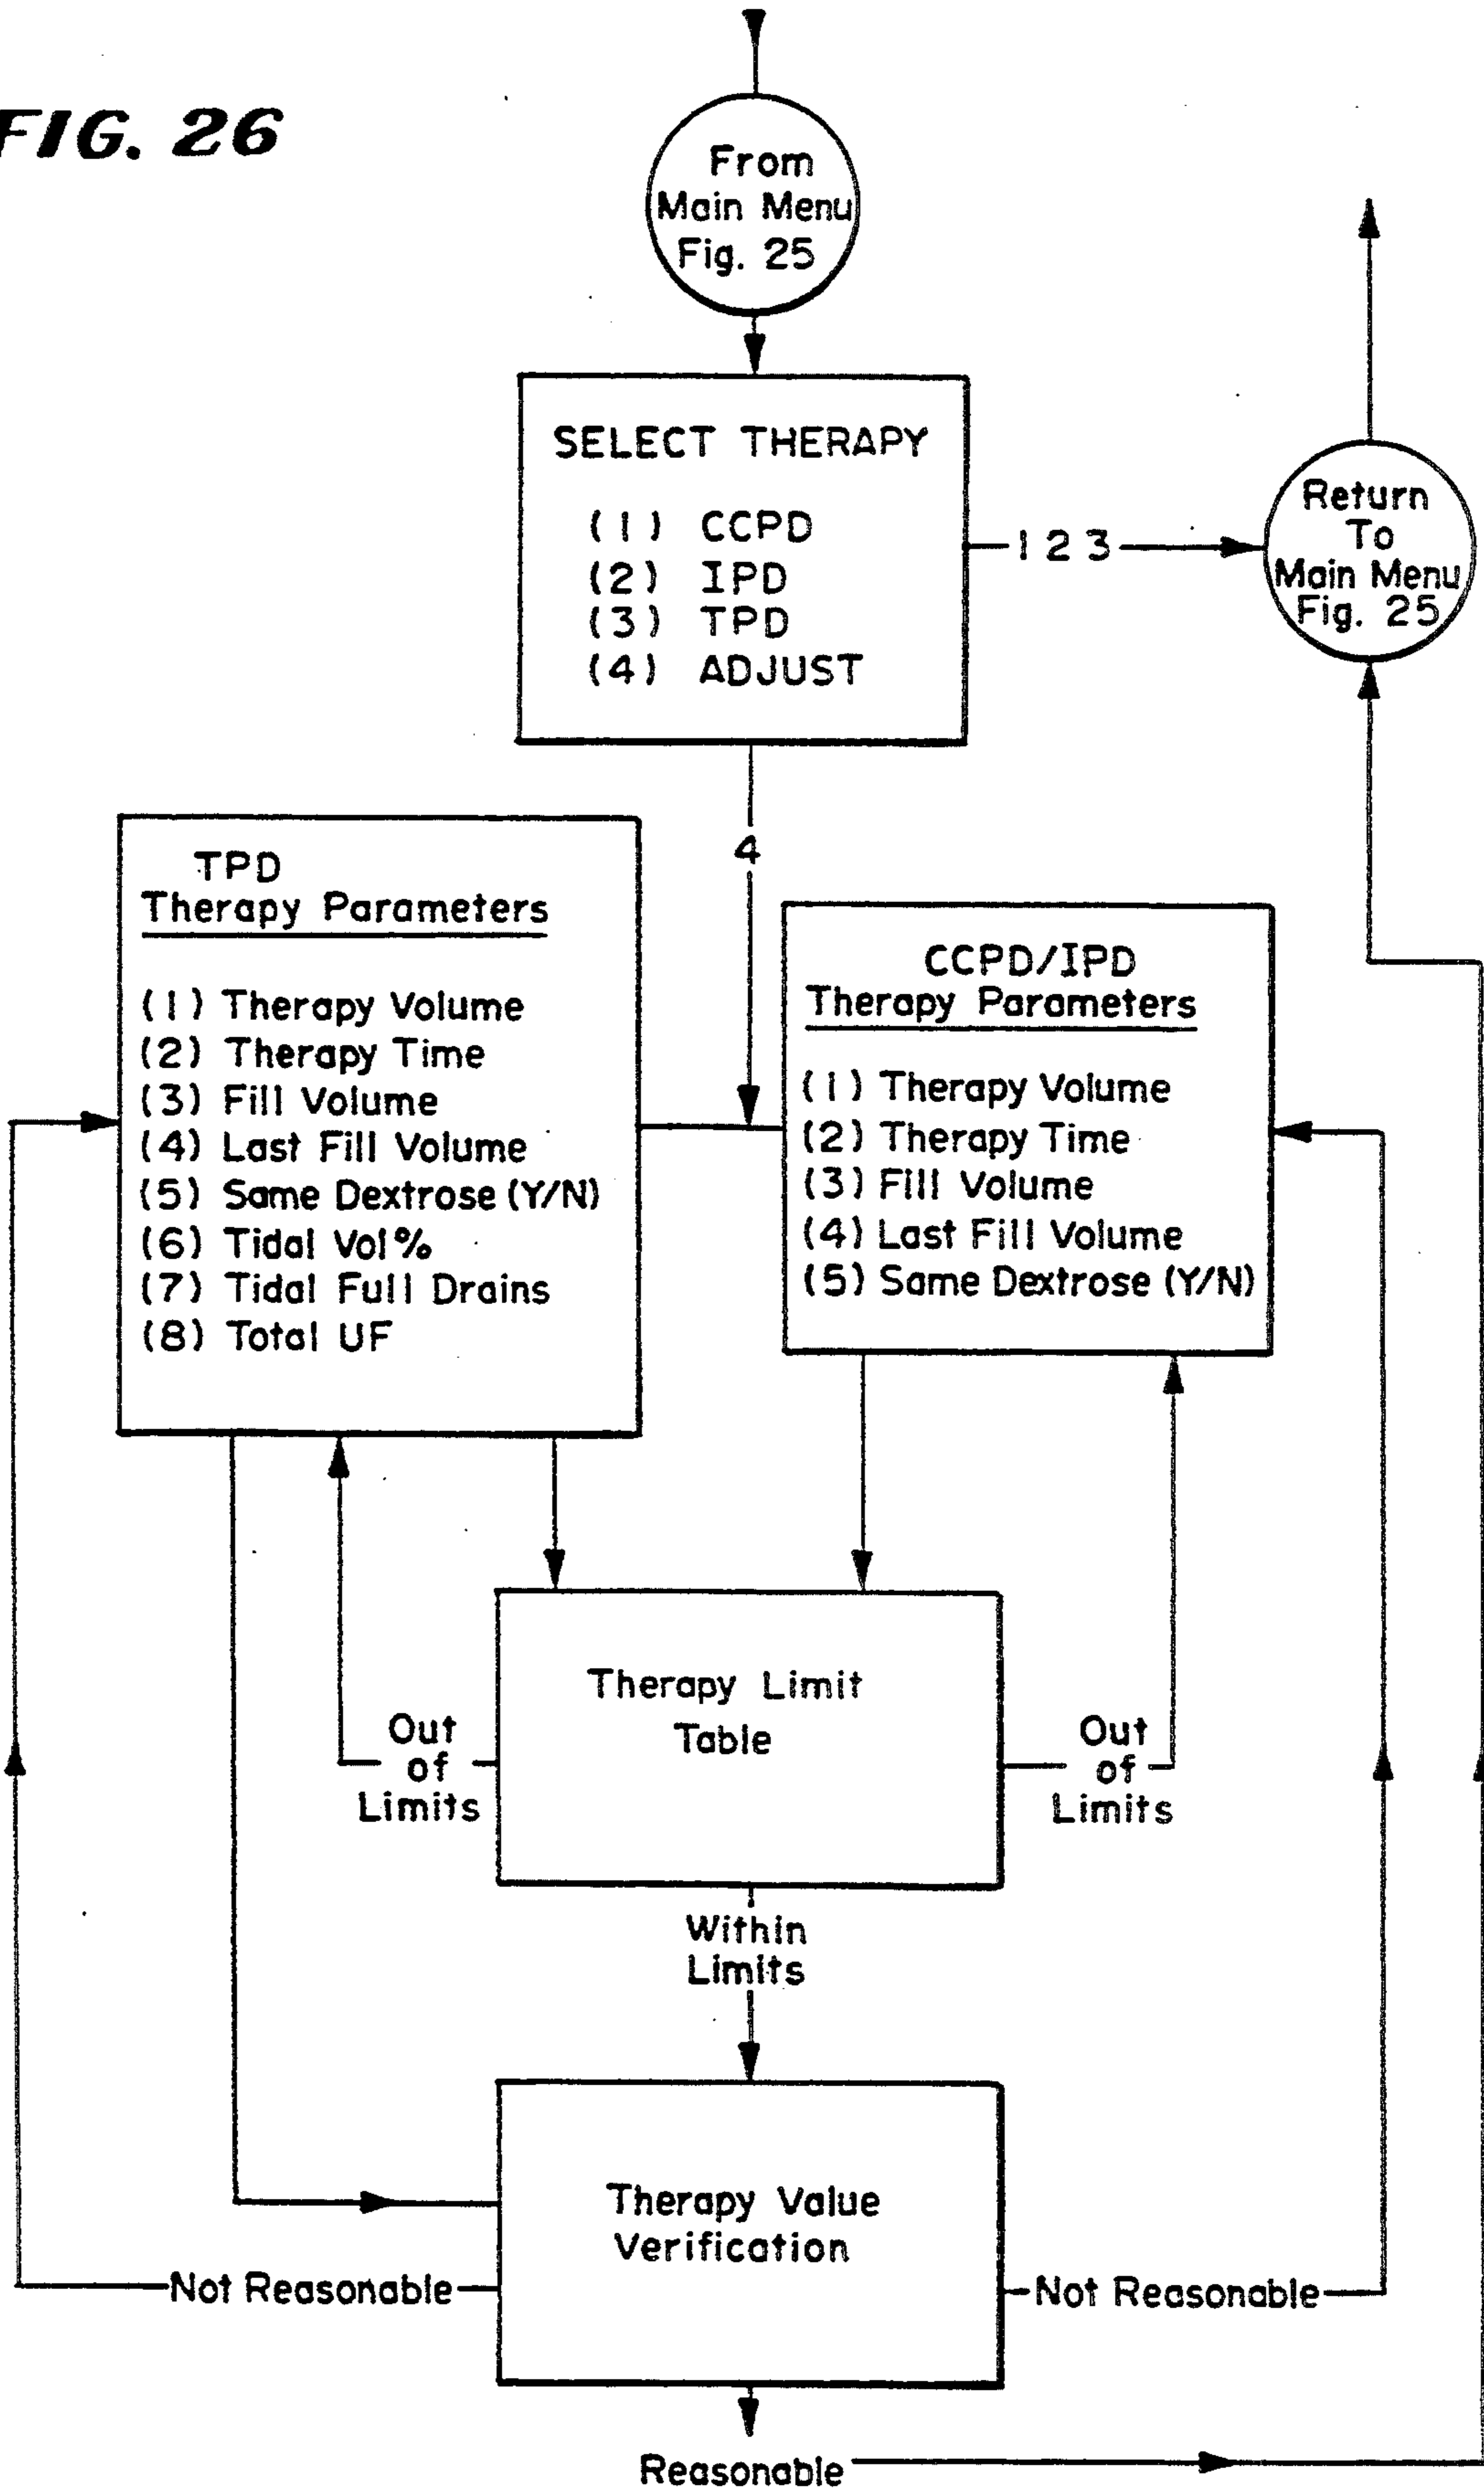 FIG. 26
From
Main Menu
Fig. 25
SELECT THERAPY
(1) CCPD
(2) IPD
(3) TPD
(4) ADJUST
1 2 3
Return
To
Main Menu
Fig. 25
4
TPD
Therapy Parameters
(1) Therapy Volume
(2) Therapy Time
(3) Fill Volume
(4) Last Fill Volume
(5) Same Dextrose (Y/N)
(6) Tidal Vol%
(7) Tidal Full Drains
(8) Total UF
CCPD/IPD
Therapy Parameters
(1) Therapy Volume
(2) Therapy Time
(3) Fill Volume
(4) Last Fill Volume
(5) Same Dextrose (Y/N)
Therapy Limit
Table
Out
of
Limits
Out
of
Limits
Within
Limits
Therapy Value
Verification
Not Reasonable
Not Reasonable
Reasonable